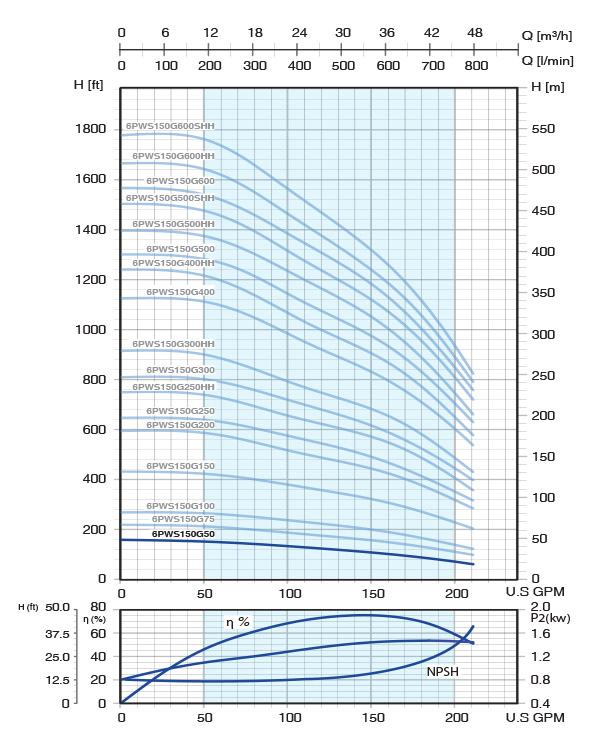 0 6 12 18 24 30 36 42 48 Q [m³/h]
0 100 200 300 400 500 600 700 800 Q [l/min]
H [ft] H [m]
6PWS150G600SHH
1800 550
6PWS150G600HH
500
1600 6PWS150G600
6PWS150G500SHH
450
1400 6PWS150G500HH
6PWS150G500 400
6PWS150G400HH
1200
6PWS150G400 350
1000 300
6PWS150G300HH
6PWS150G300 250
800
6PWS150G250HH
6PWS150G250 200
6PWS150G200
600
6PWS150G150 150
400
6PWS150G100 100
6PWS150G75
200 6PWS150G50 50
0 0
0 50 100 150 200 U.S GPM
H (ft) 50.0 80 2.0
η (%) η % P2(kw)
37.5 60 1.6
25.0 40 1.2
NPSH
12.5 20 0.8
0 0 0.4
0 50 100 150 200 U.S GPM